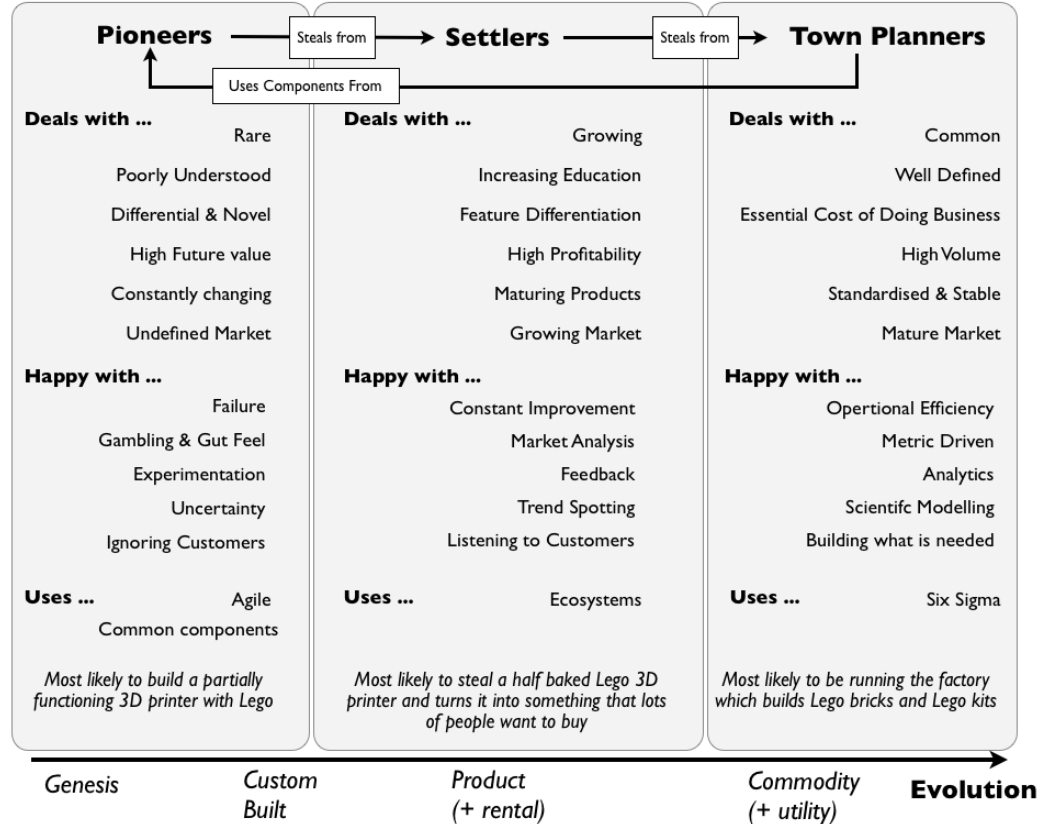 Pioneers
Steals from
Settlers
Steals from
Town Planners
Uses Components From
Deals with ...
Rare
Poorly Understood
Differential & Novel
High Future value
Constantly changing
Undefined Market
Happy with ...
Failure
Gambling & Gut Feel
Experimentation
Uncertainty
Ignoring Customers
Uses ...
Agile
Common components
Most likely to build a partially
functioning 3D printer with Lego
Deals with ...
Growing
Increasing Education
Feature Differentiation
High Profitability
Maturing Products
Growing Market
Happy with ...
Constant Improvement
Market Analysis
Feedback
Trend Spotting
Listening to Customers
Uses ...
Ecosystems
Most likely to steal a half baked Lego 3D
printer and turns it into something that lots
of people want to buy
Deals with ...
Common
Well Defined
Essential Cost of Doing Business
High Volume
Standardised & Stable
Mature Market
Happy with ...
Opertional Efficiency
Metric Driven
Analytics
Scientifc Modelling
Building what is needed
Uses ...
Six Sigma
Most likely to be running the factory
which builds Lego bricks and Lego kits
Genesis
Custom
Built
Product
(+ rental)
Commodity
(+ utility)
Evolution